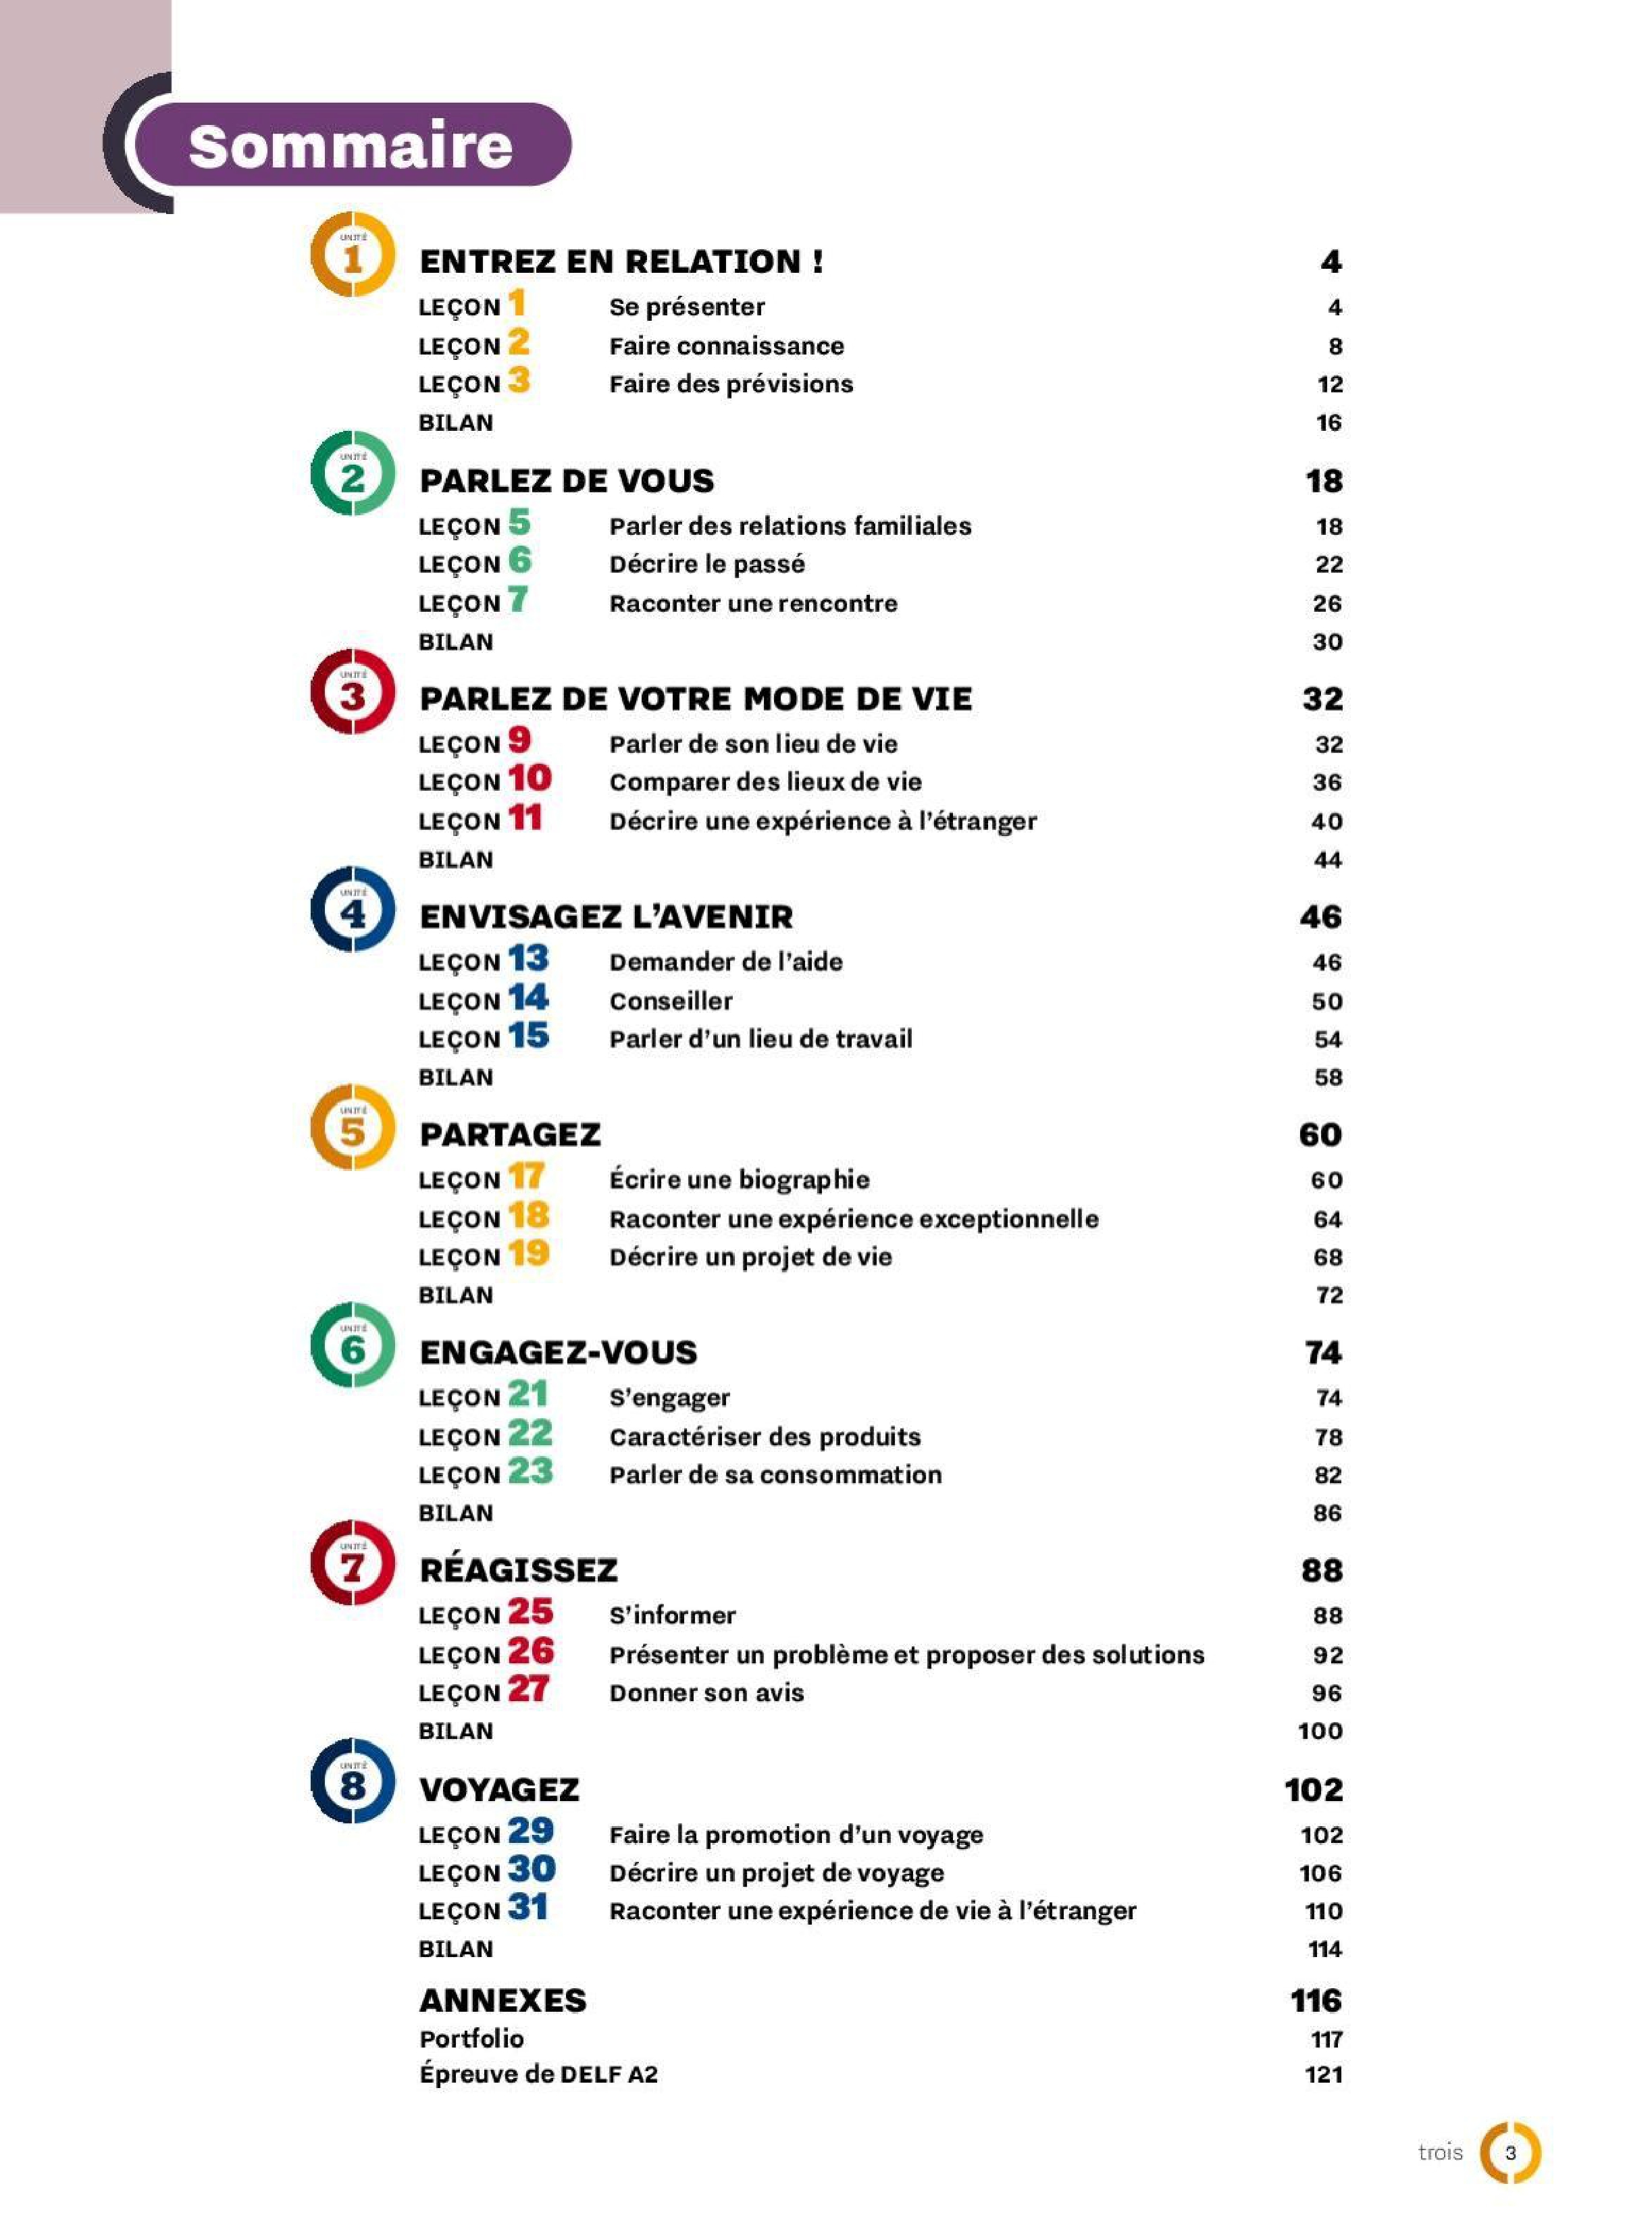 Sommaire
UNITÉ
1
ENTREZ EN RELATION ! 4
LEÇON 1 Se présenter 4
LEÇON 2 Faire connaissance 8
LEÇON 3 Faire des prévisions 12
BILAN 16
UNITÉ
2
PARLEZ DE VOUS 18
LEÇON 5 Parler des relations familiales 18
LEÇON 6 Décrire le passé 22
LEÇON 7 Raconter une rencontre 26
BILAN 30
UNITÉ
3
PARLEZ DE VOTRE MODE DE VIE 32
LEÇON 9 Parler de son lieu de vie 32
LEÇON 10 Comparer des lieux de vie 36
LEÇON 11 Décrire une expérience à l’étranger 40
BILAN 44
UNITÉ
4
ENVISAGEZ L’AVENIR 46
LEÇON 13 Demander de l’aide 46
LEÇON 14 Conseiller 50
LEÇON 15 Parler d’un lieu de travail 54
BILAN 58
UNITÉ
5
PARTAGEZ 60
LEÇON 17 Écrire une biographie 60
LEÇON 18 Raconter une expérience exceptionnelle 64
LEÇON 19 Décrire un projet de vie 68
BILAN 72
UNITÉ
6
ENGAGEZ-VOUS 74
LEÇON 21 S’engager 74
LEÇON 22 Caractériser des produits 78
LEÇON 23 Parler de sa consommation 82
BILAN 86
UNITÉ
7
RÉAGISSEZ 88
LEÇON 25 S’informer 88
LEÇON 26 Présenter un problème et proposer des solutions 92
LEÇON 27 Donner son avis 96
BILAN 100
UNITÉ
8
VOYAGEZ 102
LEÇON 29 Faire la promotion d’un voyage 102
LEÇON 30 Décrire un projet de voyage 106
LEÇON 31 Raconter une expérience de vie à l’étranger 110
BILAN 114
ANNEXES 116
Portfolio 117
Épreuve de DELF A2 121
trois 3